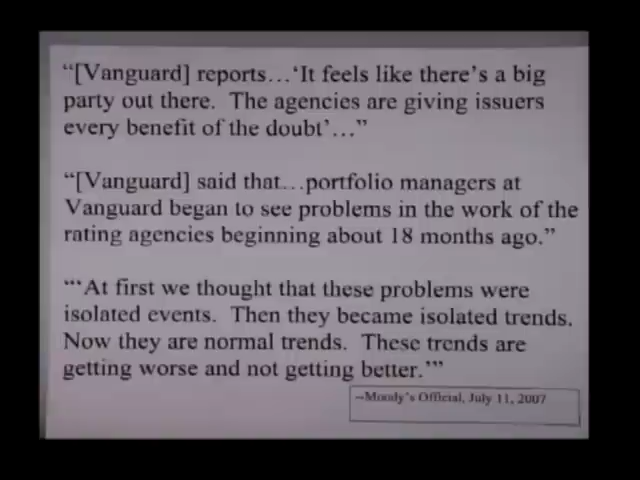 “[Vanguard] reports…‘It feels like there’s a big
party out there.  The agencies are giving issuers
every benefit of the doubt’…”
“[Vanguard] said that…portfolio managers at
Vanguard began to see problems in the work of the
rating agencies beginning about 18 months ago.”
“‘At first we thought that these problems were
isolated events.  Then they became isolated trends.
Now they are normal trends.  These trends are
getting worse and not getting better.’”
--Moody’s Official, July 11, 2007